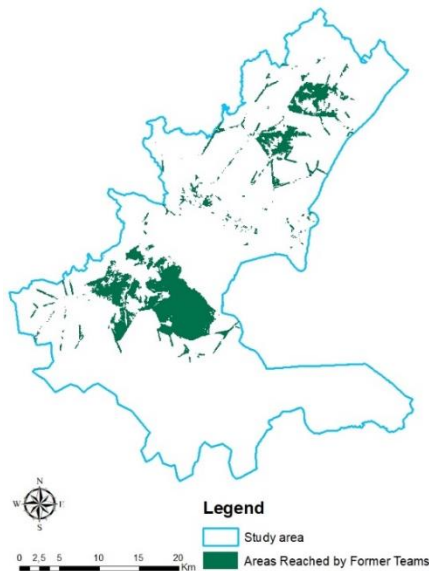 N
W E
S
Legend
Study area
Areas Reached by Former Teams
0 2,5 5 10 15 20
Km